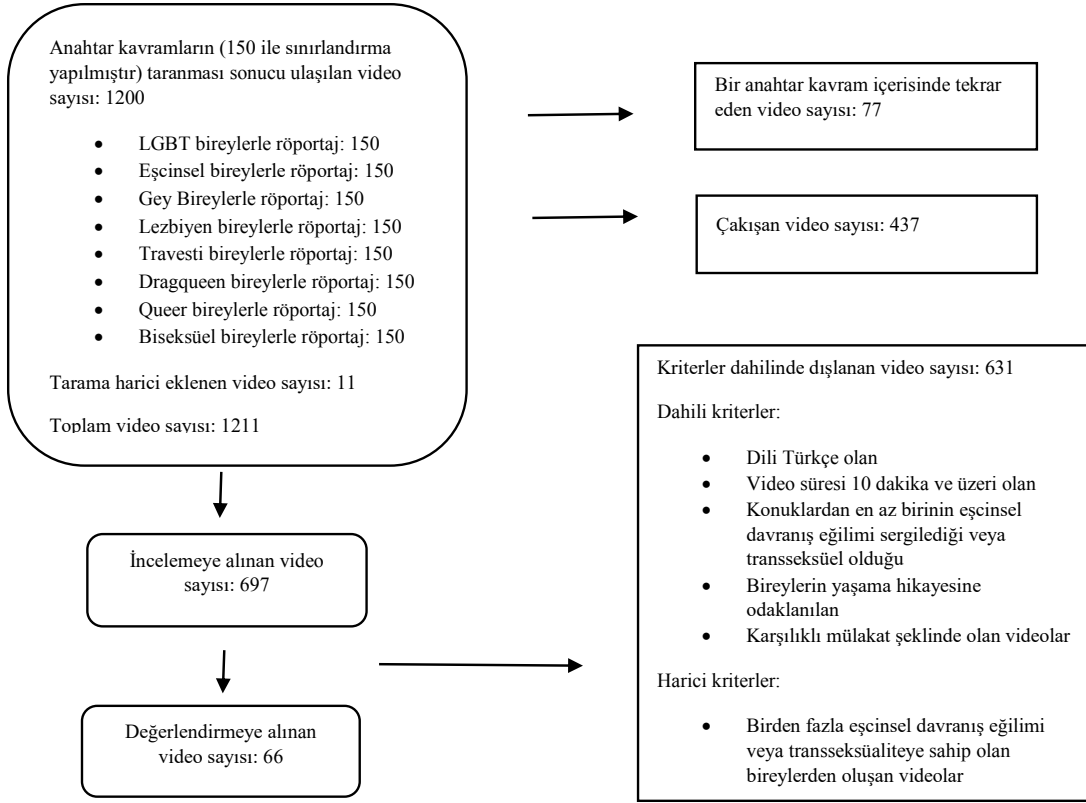 Anahtar kavramların (150 ile sınırlandırma
yapılmıştır) taranması sonucu ulaşılan video
sayısı: 1200
• LGBT bireylerle röportaj: 150
• Eşcinsel bireylerle röportaj: 150
• Gey Bireylerle röportaj: 150
• Lezbiyen bireylerle röportaj: 150
• Travesti bireylerle röportaj: 150
• Dragqueen bireylerle röportaj: 150
• Queer bireylerle röportaj: 150
• Biseksüel bireylerle röportaj: 150
Tarama harici eklenen video sayısı: 11
Toplam video sayısı: 1211
Bir anahtar kavram içerisinde tekrar
eden video sayısı: 77
Çakışan video sayısı: 437
İncelemeye alınan video
sayısı: 697
Değerlendirmeye alınan
video sayısı: 66
Kriterler dahilinde dışlanan video sayısı: 631
Dahili kriterler:
• Dili Türkçe olan
• Video süresi 10 dakika ve üzeri olan
• Konuklardan en az birinin eşcinsel
davranış eğilimi sergilediği veya
transseksüel olduğu
• Bireylerin yaşama hikayesine
odaklanılan
• Karşılıklı mülakat şeklinde olan videolar
Harici kriterler:
• Birden fazla eşcinsel davranış eğilimi
veya transseksüaliteye sahip olan
bireylerden oluşan videolar